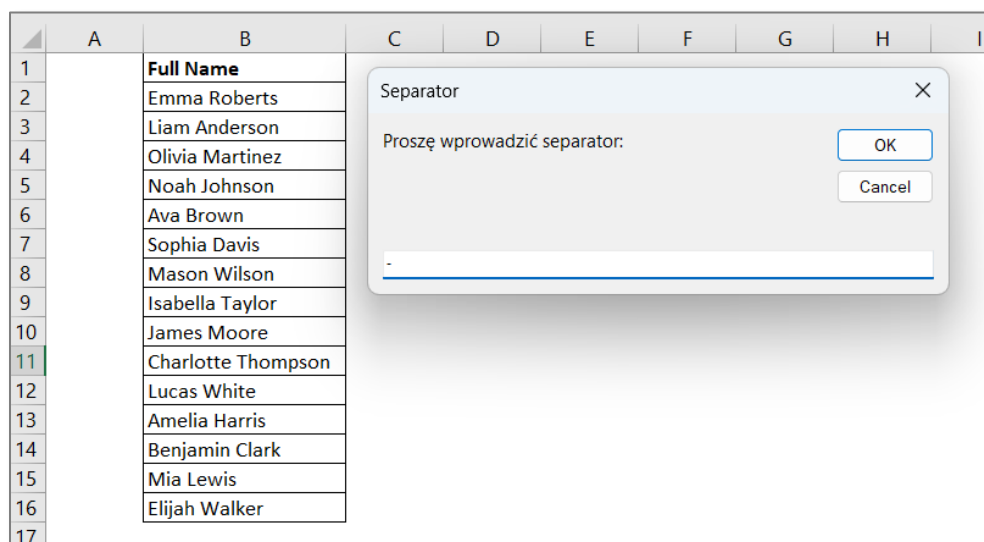 A B C D E F G H I
1 Full Name
2 Emma Roberts
3 Liam Anderson
4 Olivia Martinez
5 Noah Johnson
6 Ava Brown
7 Sophia Davis
8 Mason Wilson
9 Isabella Taylor
10 James Moore
11 Charlotte Thompson
12 Lucas White
13 Amelia Harris
14 Benjamin Clark
15 Mia Lewis
16 Elijah Walker
17
Separator
Proszę wprowadzić separator:
OK
Cancel
-